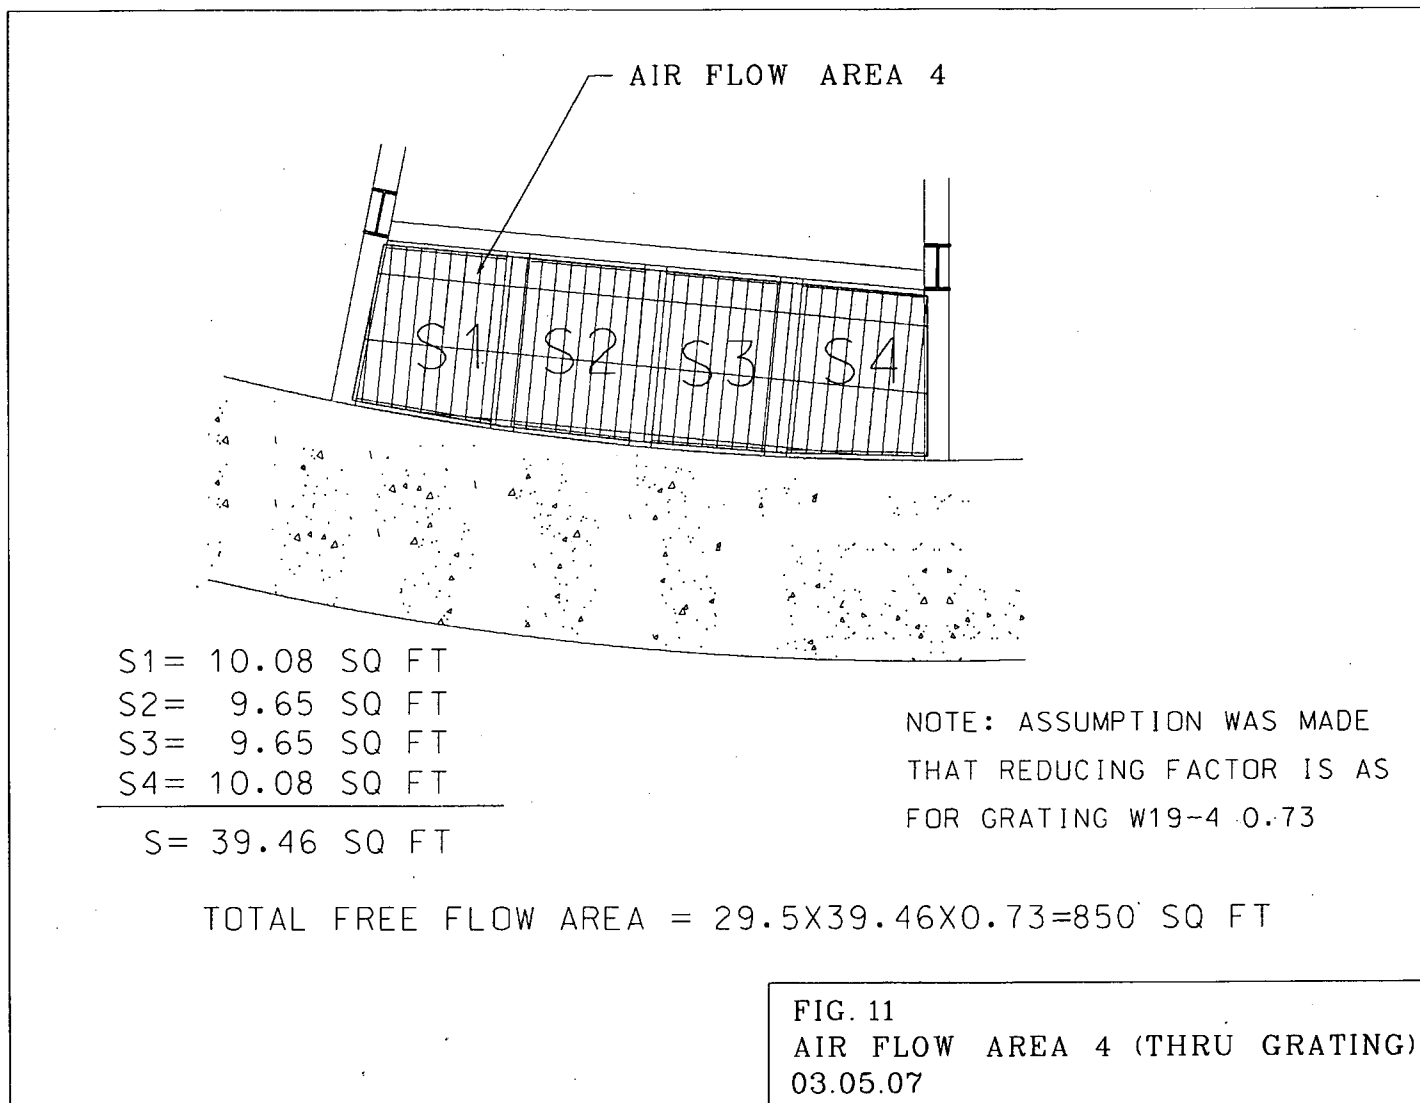 AIR FLOW AREA 4
S1 S2 S3 S4
S1= 10.08 SQ FT
S2= 9.65 SQ FT
S3= 9.65 SQ FT
S4= 10.08 SQ FT
S= 39.46 SQ FT
NOTE: ASSUMPTION WAS MADE
THAT REDUCING FACTOR IS AS
FOR GRATING W19-4 0.73
TOTAL FREE FLOW AREA = 29.5X39.46X0.73=850 SQ FT
FIG. 11
AIR FLOW AREA 4 (THRU GRATING)
03.05.07